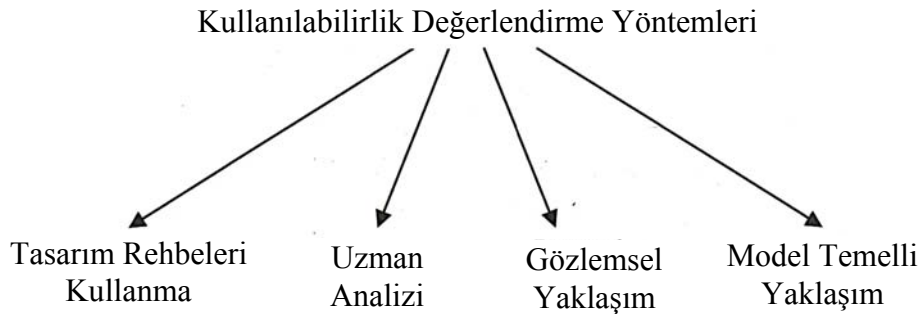 Kullanılabilirlik Değerlendirme Yöntemleri
Tasarım Rehbeleri
Kullanma
Uzman
Analizi
Gözlemsel
Yaklaşım
Model Temelli
Yaklaşım